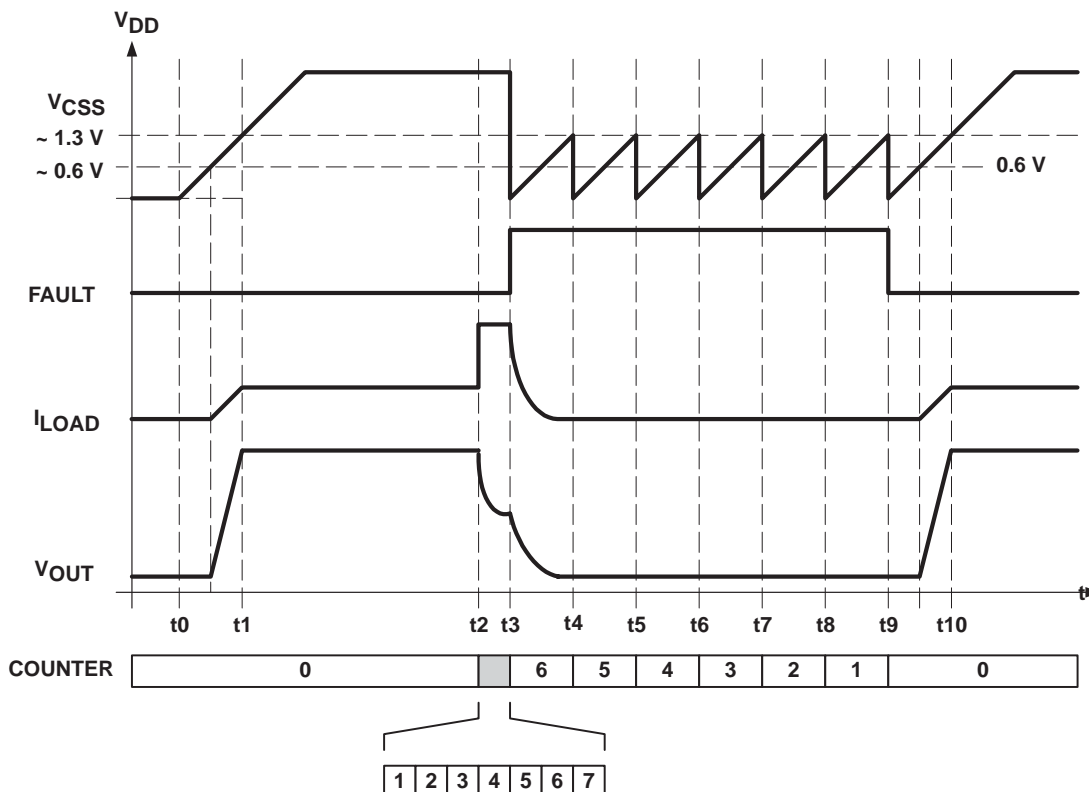 VDD
VCSS
~ 1.3 V
~ 0.6 V
0.6 V
FAULT
ILOAD
VOUT
t
t0 t1 t2 t3 t4 t5 t6 t7 t8 t9 t10
COUNTER 0 6 5 4 3 2 1 0
1 2 3 4 5 6 7